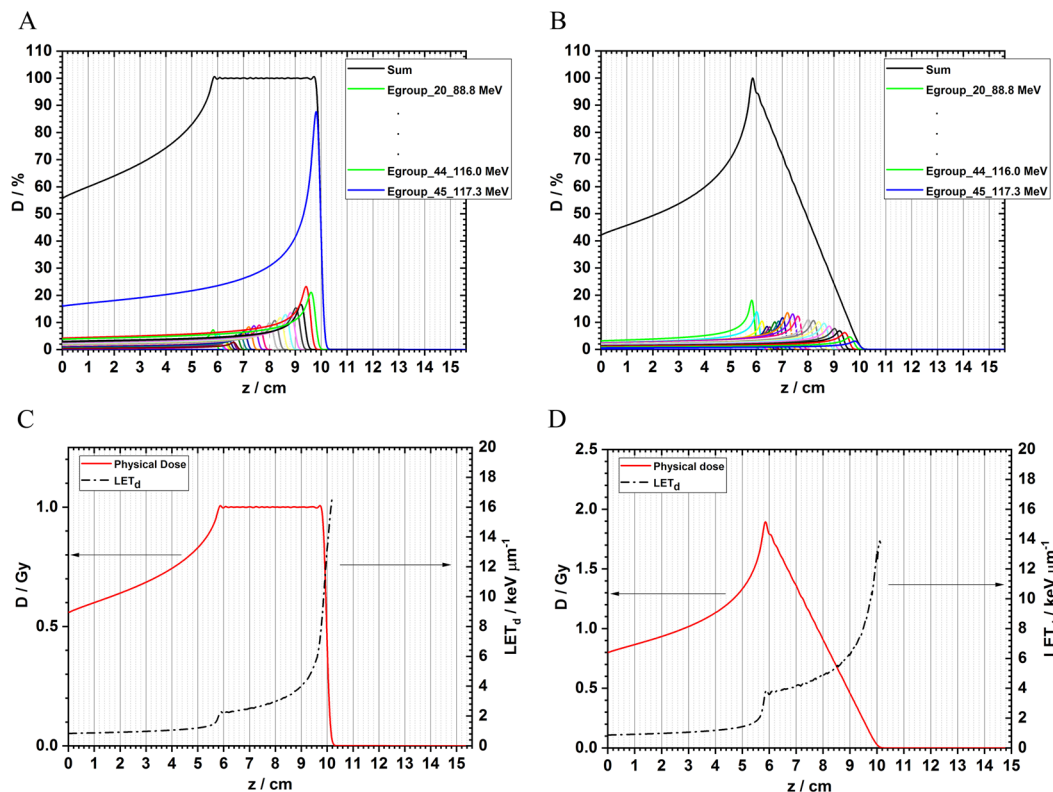 A
110
100
90
80
70
60
50
40
30
20
10
0
D / %
0 1 2 3 4 5 6 7 8 9 10 11 12 13 14 15
z / cm
Sum
Egroup_20_88.8 MeV
.
.
.
Egroup_44_116.0 MeV
Egroup_45_117.3 MeV
B
110
100
90
80
70
60
50
40
30
20
10
0
D / %
0 1 2 3 4 5 6 7 8 9 10 11 12 13 14 15
z / cm
Sum
Egroup_20_88.8 MeV
.
.
.
Egroup_44_116.0 MeV
Egroup_45_117.3 MeV
C
1.0
0.5
0.0
D / Gy
Physical Dose
LETd
20
18
16
14
12
10
8
6
4
2
0
LETd / keV µm-1
0 1 2 3 4 5 6 7 8 9 10 11 12 13 14 15
z / cm
D
2.5
2.0
1.5
1.0
0.5
0.0
D / Gy
Physical dose
LETd
20
18
16
14
12
10
8
6
4
2
0
LETd / keV µm-1
0 1 2 3 4 5 6 7 8 9 10 11 12 13 14 15
z / cm